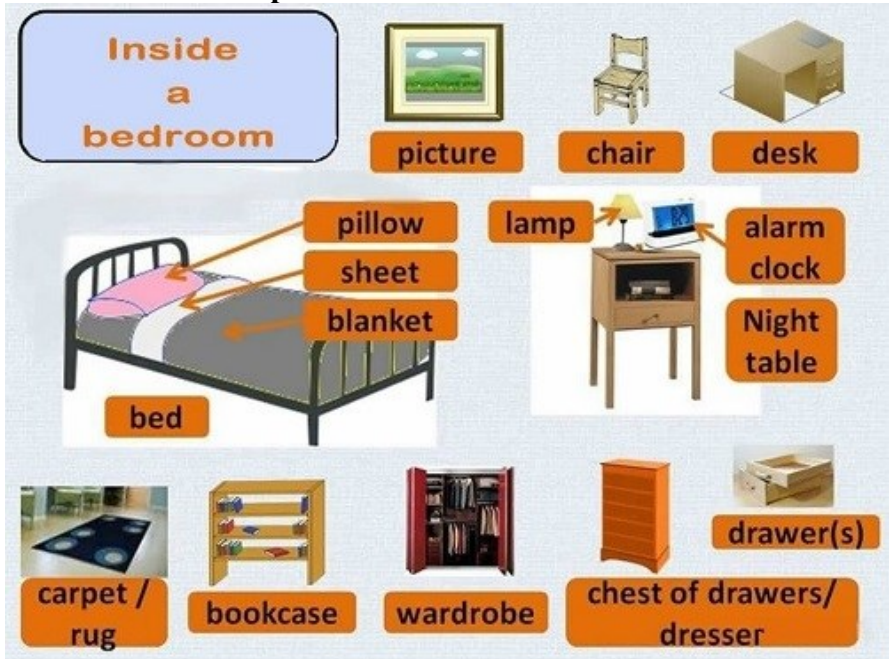 Inside
a
bedroom
picture
chair
desk
pillow
sheet
blanket
bed
lamp
alarm
clock
Night
table
carpet /
rug
bookcase
wardrobe
chest of drawers/
dresser
drawer(s)